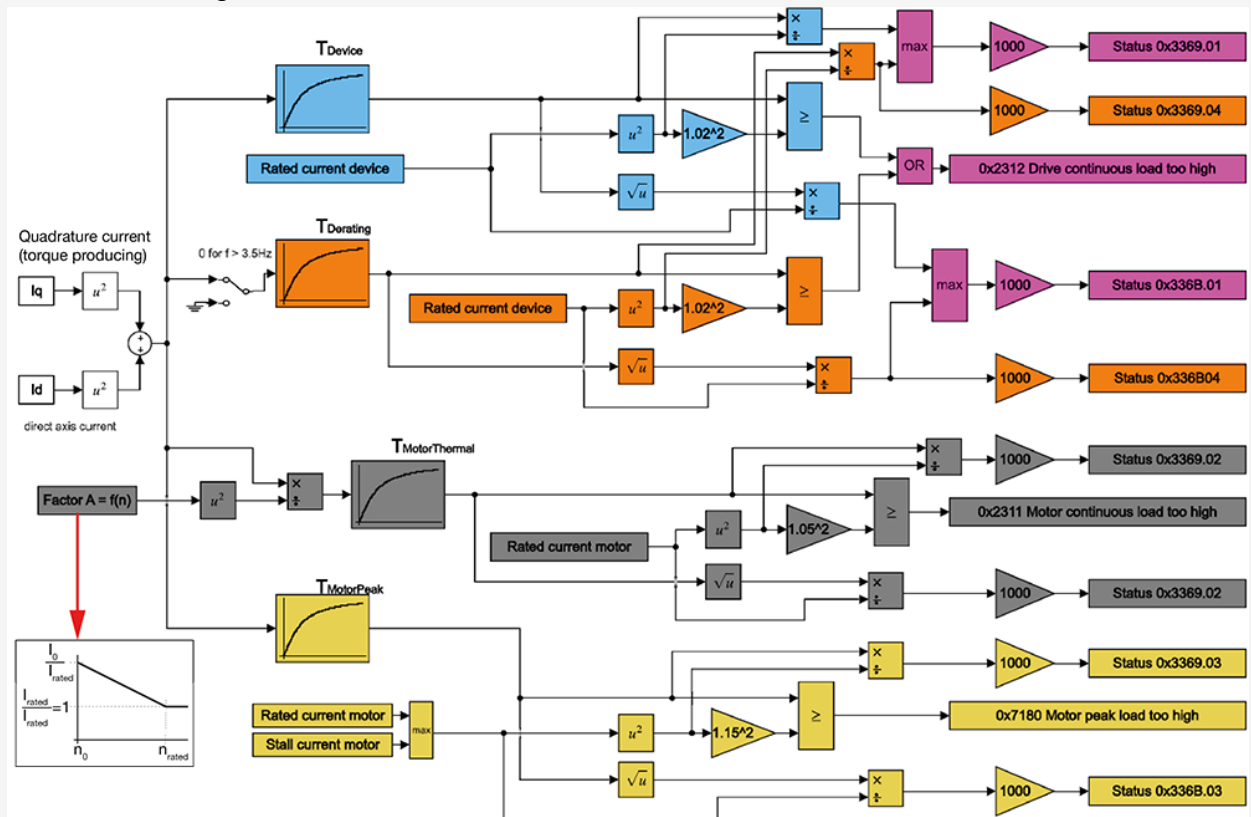 TDevice
×
÷
max
1000
Status 0x3369.01
×
÷
1000
Status 0x3369.04
u²
1.02^2
≥
Rated current device
OR
0x2312 Drive continuous load too high
√u
×
÷
Quadrature current
(torque producing)
0 for f > 3.5Hz
TDerating
Iq
u²
Rated current device
u²
1.02^2
≥
max
1000
Status 0x336B.01
+
+
√u
×
÷
1000
Status 0x336B04
Id
u²
direct axis current
TMotorThermal
×
÷
1000
Status 0x3369.02
Factor A = f(n)
u²
×
÷
Rated current motor
u²
1.05^2
≥
0x2311 Motor continuous load too high
√u
×
÷
1000
Status 0x3369.02
TMotorPeak
I0
Irated
Irated
Irated
=1
n0
nrated
×
÷
1000
Status 0x3369.03
Rated current motor
Stall current motor
max
u²
1.15^2
≥
0x7180 Motor peak load too high
√u
×
÷
1000
Status 0x336B.03